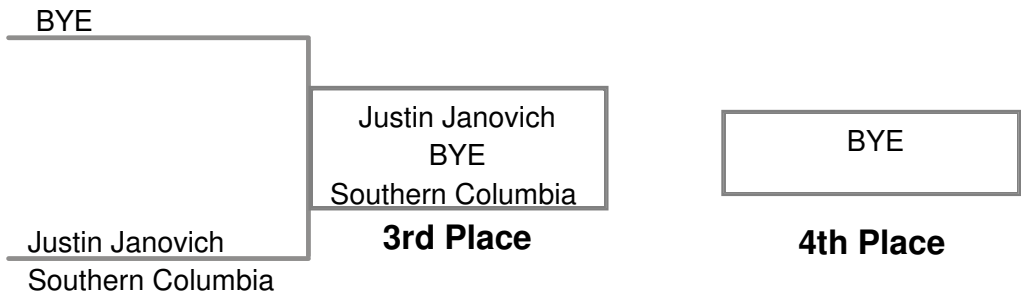 BYE
Justin Janovich
BYE
Southern Columbia
3rd Place
BYE
4th Place
Justin Janovich
Southern Columbia